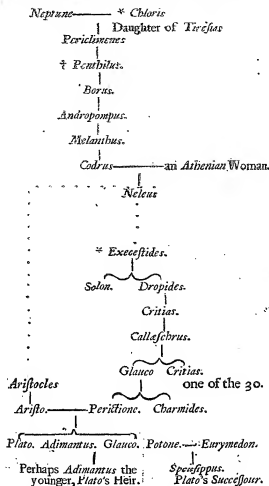 Neptune — * Chloris
Daughter of Tiresias
Periclimenes
‡ Penthilus.
Borus.
Andropompus.
Melanthus.
Codrus — an Athenian Woman.
Neleus
* Execeſtides.
Solon. Dropides.
Critias.
Callæſchrus.
Glauco Critias.
Ariſtocles one of the 30.
Ariſto. — Perictione. Charmides.
Plato. Adimantus. Glauco. Potone. — Eurymedon.
Perhaps Adimantus the Speuſippus.
younger, Plato's Heir. Plato's Succeſſour.